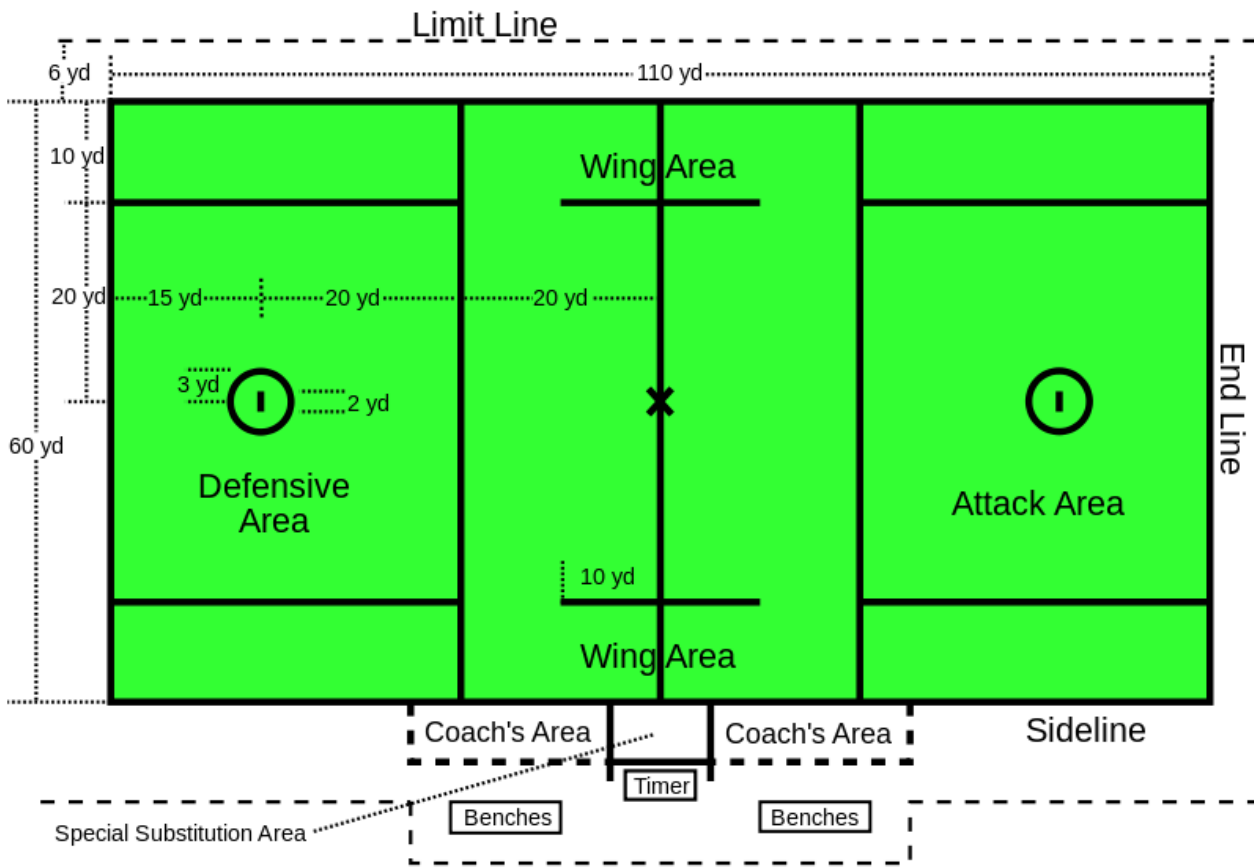 Limit Line
6 yd
110 yd
10 yd
Wing Area
20 yd
15 yd
20 yd
20 yd
3 yd
2 yd
End Line
60 yd
Defensive
Area
Attack Area
10 yd
Wing Area
Coach's Area
Coach's Area
Sideline
Timer
Benches
Benches
Special Substitution Area